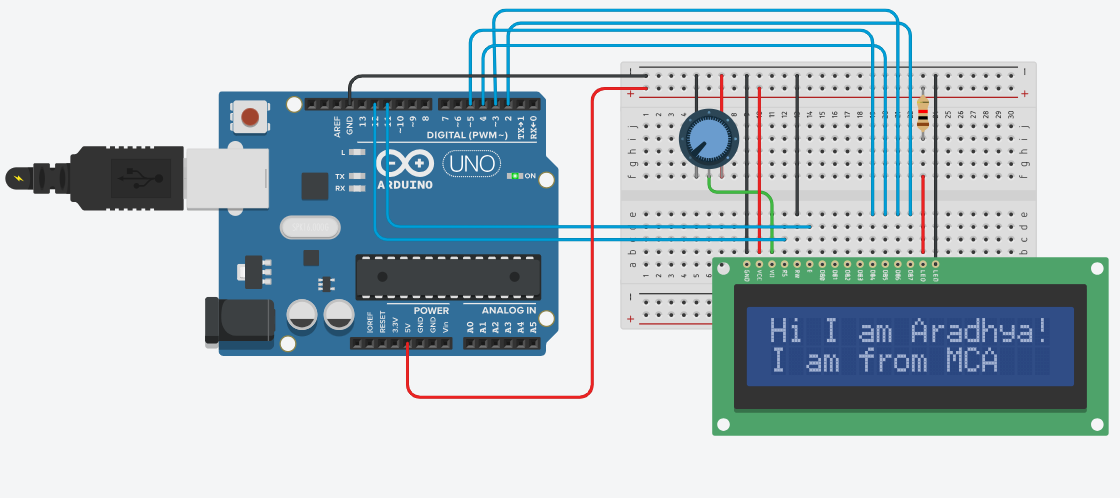 AREF
GND
13
12
11
~10
~9
8
7
~6
~5
4
~3
2
TX→1
RX←0
DIGITAL (PWM~)
L
TX
RX
ARDUINO
UNO
ON
POWER
ANALOG IN
IOREF
RESET
3.3V
5V
GND
GND
Vin
A0
A1
A2
A3
A4
A5
GND
VCC
V0
RS
RW
E
DB0
DB1
DB2
DB3
DB4
DB5
DB6
DB7
LED
LED
Hi I am Aradhya!
I am from MCA